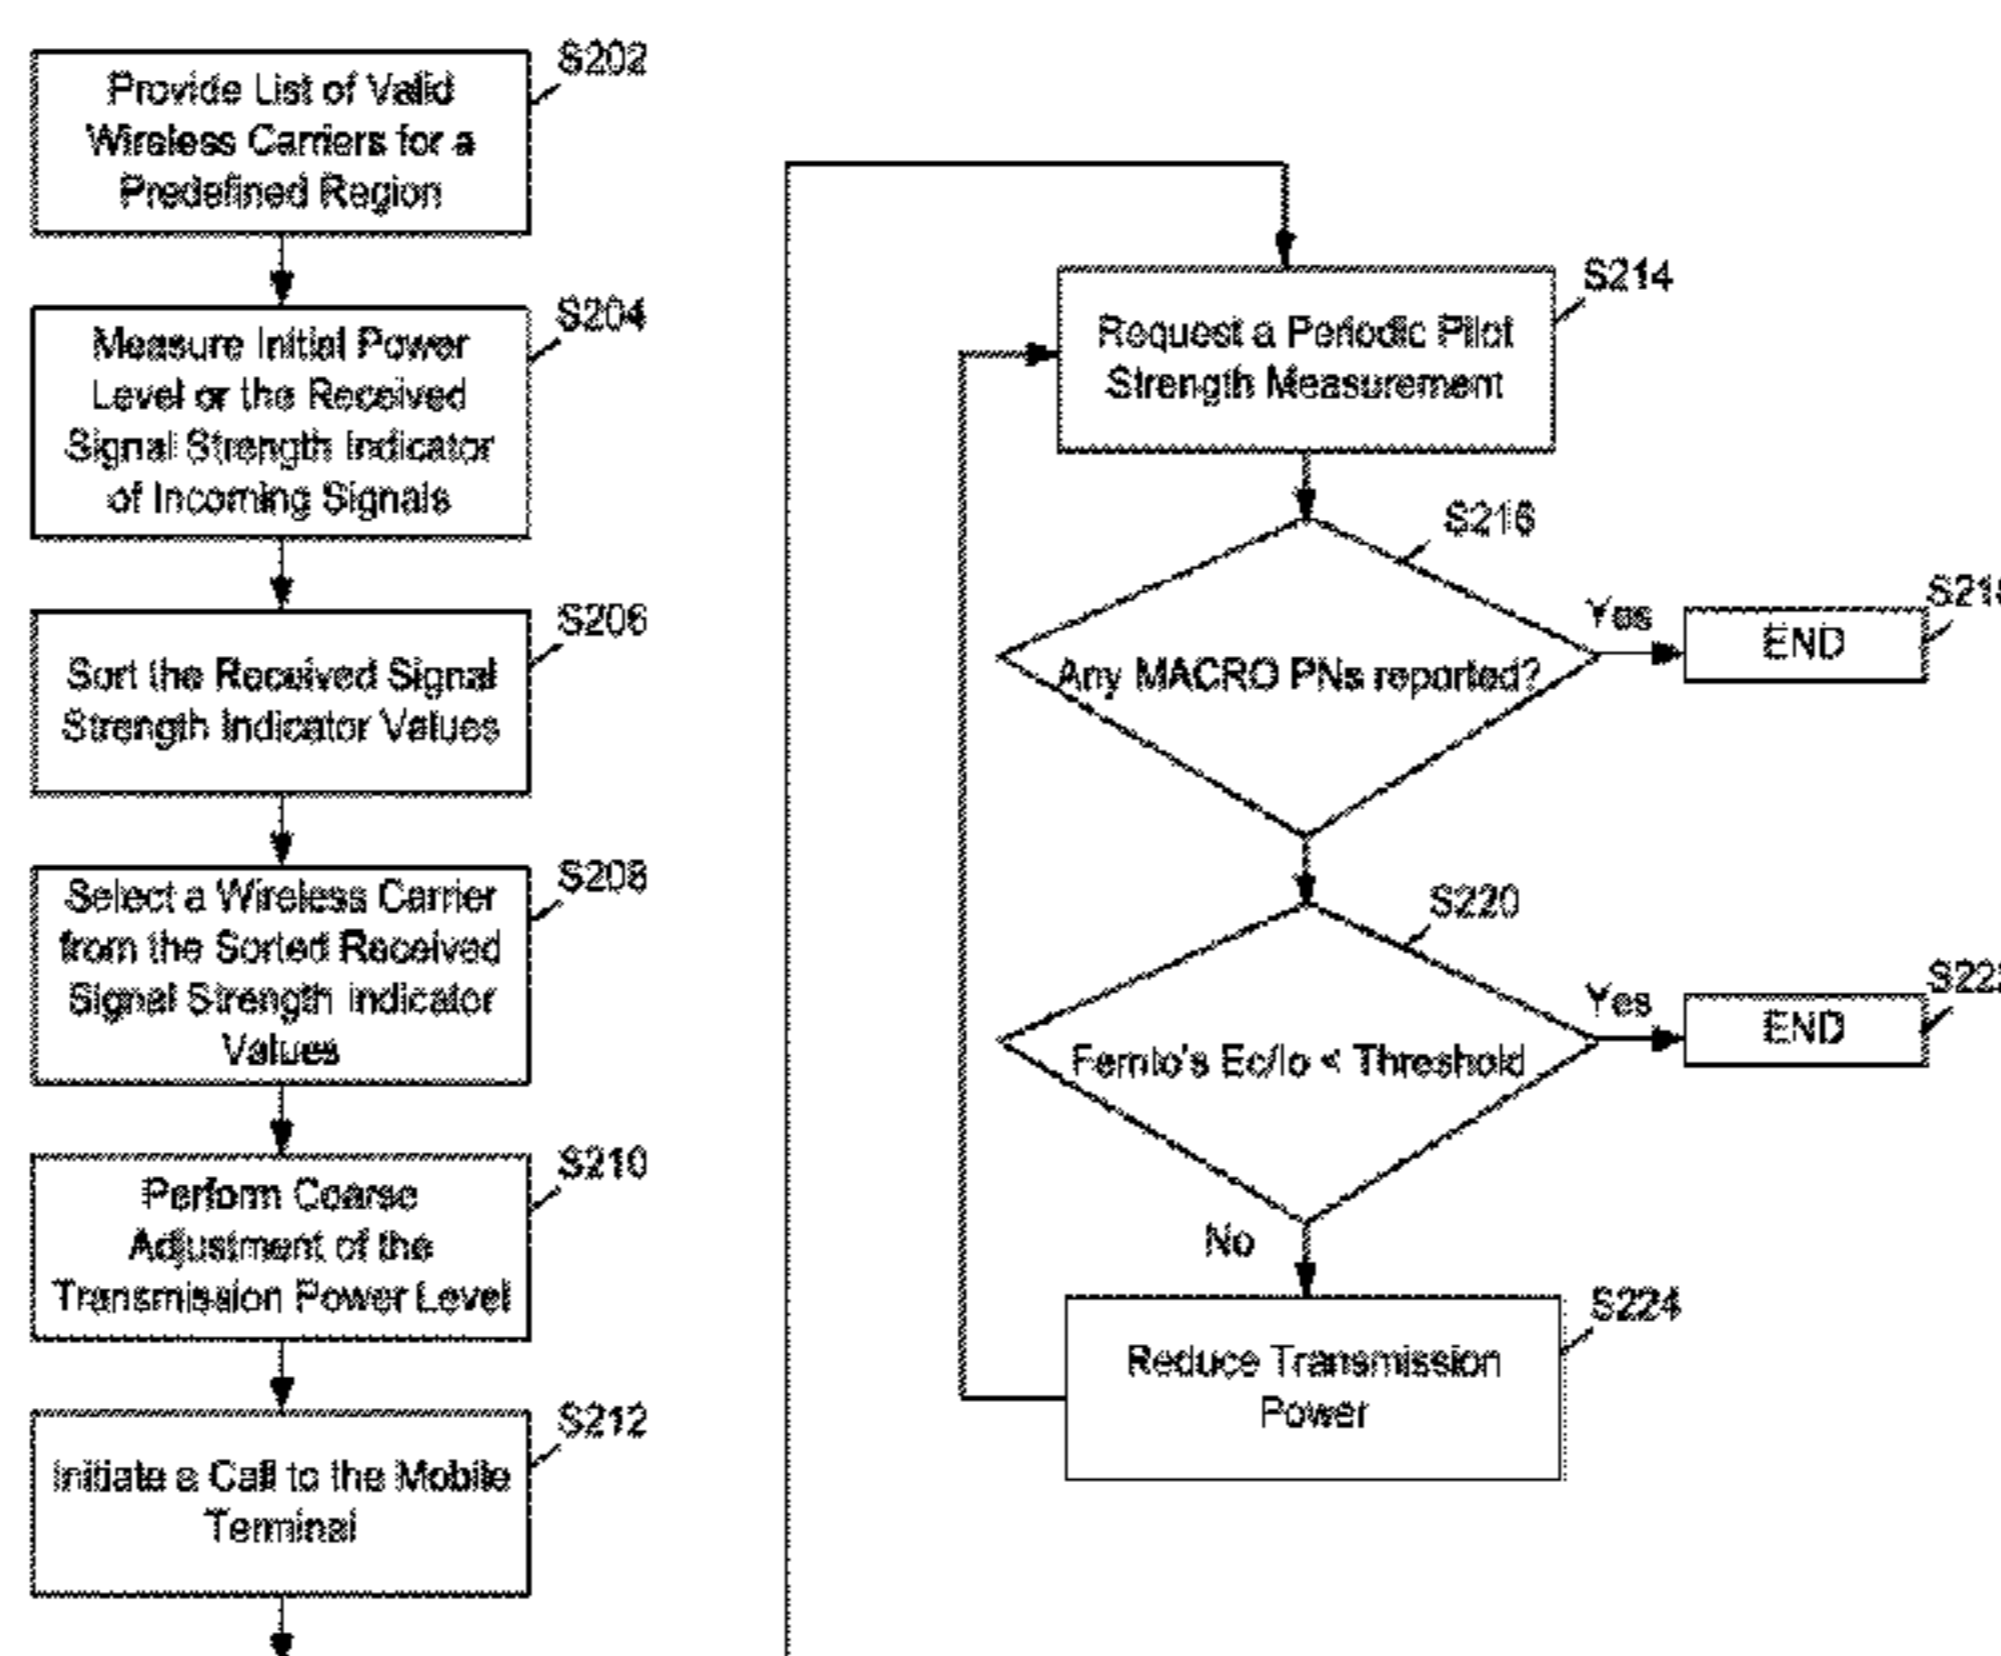 S202
Provide List of Valid
Wireless Carriers for a
Predefined Region
S204
Measure Initial Power
Level or the Received
Signal Strength Indicator
of Incoming Signals
S206
Sort the Received Signal
Strength Indicator Values
S208
Select a Wireless Carrier
from the Sorted Received
Signal Strength Indicator
Values
S210
Perform Coarse
Adjustment of the
Transmission Power Level
S212
Initiate a Call to the Mobile
Terminal
S214
Request a Periodic Pilot
Strength Measurement
S216
Any MACRO PNs reported?
Yes
END
S220
Femto's Ec/Io < Threshold
Yes
END
No
S224
Reduce Transmission
Power